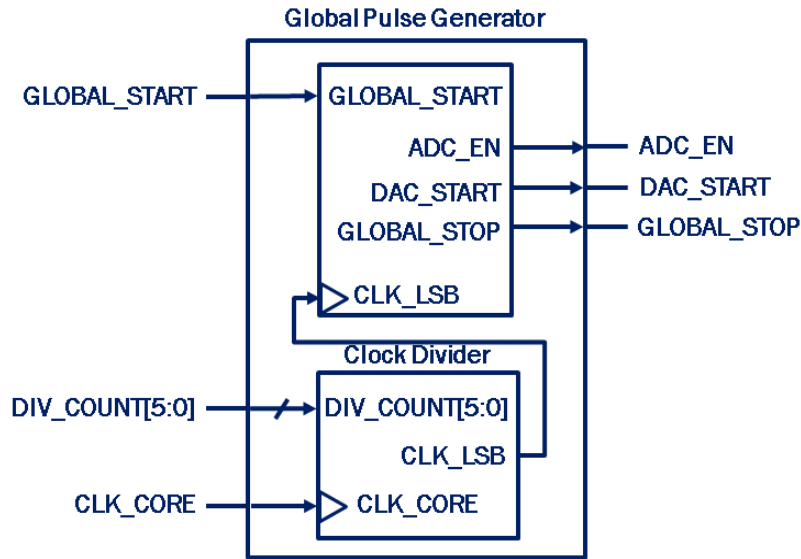 Global Pulse Generator
GLOBAL_START
GLOBAL_START
ADC_EN
ADC_EN
DAC_START
DAC_START
GLOBAL_STOP
GLOBAL_STOP
CLK_LSB
Clock Divider
DIV_COUNT[5:0]
DIV_COUNT[5:0]
CLK_LSB
CLK_CORE
CLK_CORE